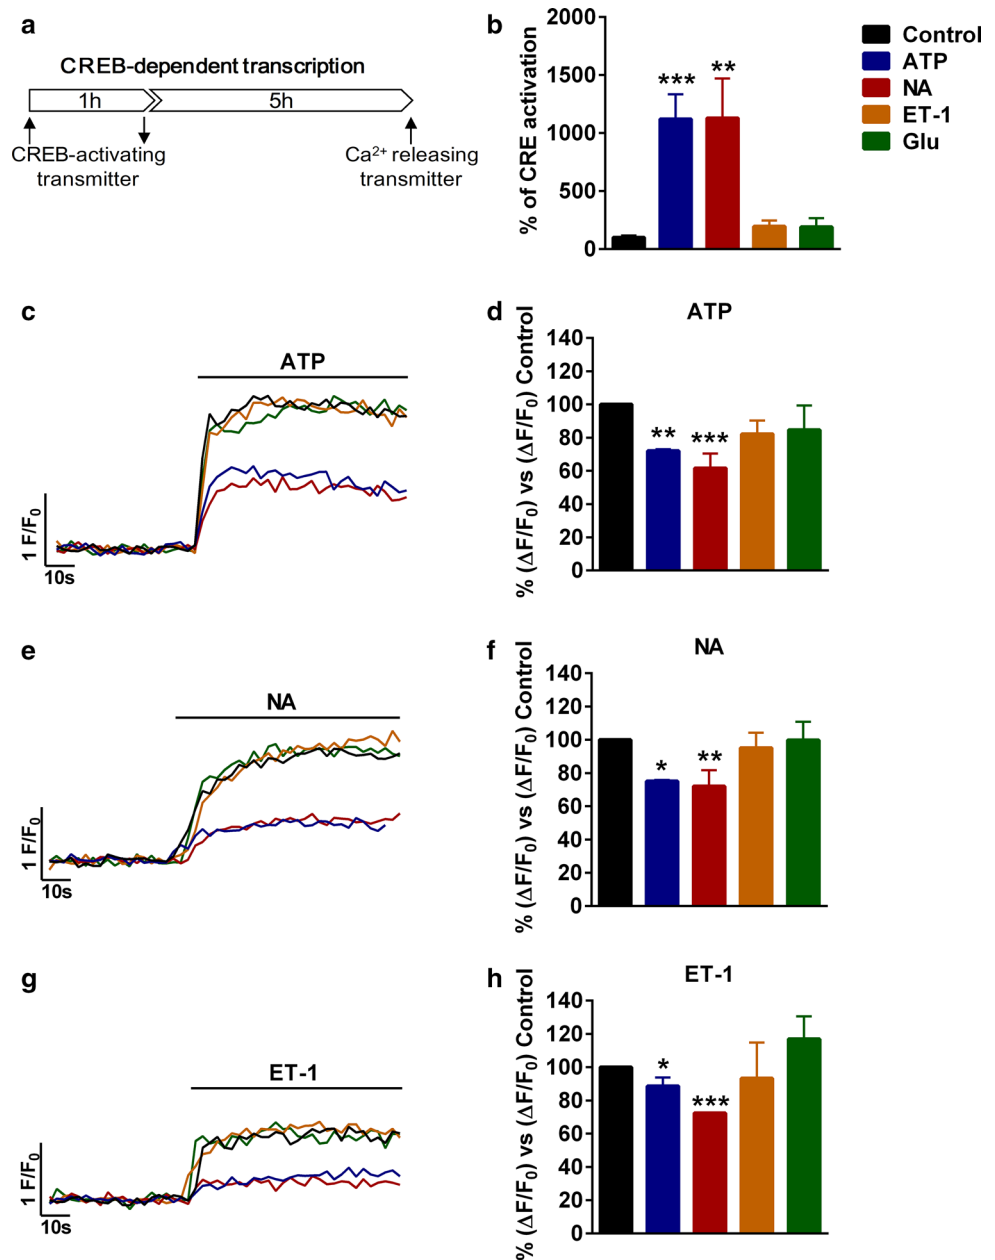 a
CREB-dependent transcription
1h
5h
CREB-activating
transmitter
Ca²⁺ releasing
transmitter
b
% of CRE activation
2000
1500
1000
500
0
***
**
Control
ATP
NA
ET-1
Glu
c
ATP
1 F/F₀
10s
d
ATP
% (ΔF/F₀) vs (ΔF/F₀) Control
140
120
100
80
60
40
20
0
**
***
e
NA
1 F/F₀
10s
f
NA
% (ΔF/F₀) vs (ΔF/F₀) Control
140
120
100
80
60
40
20
0
*
**
g
ET-1
1 F/F₀
10s
h
ET-1
% (ΔF/F₀) vs (ΔF/F₀) Control
140
120
100
80
60
40
20
0
*
***